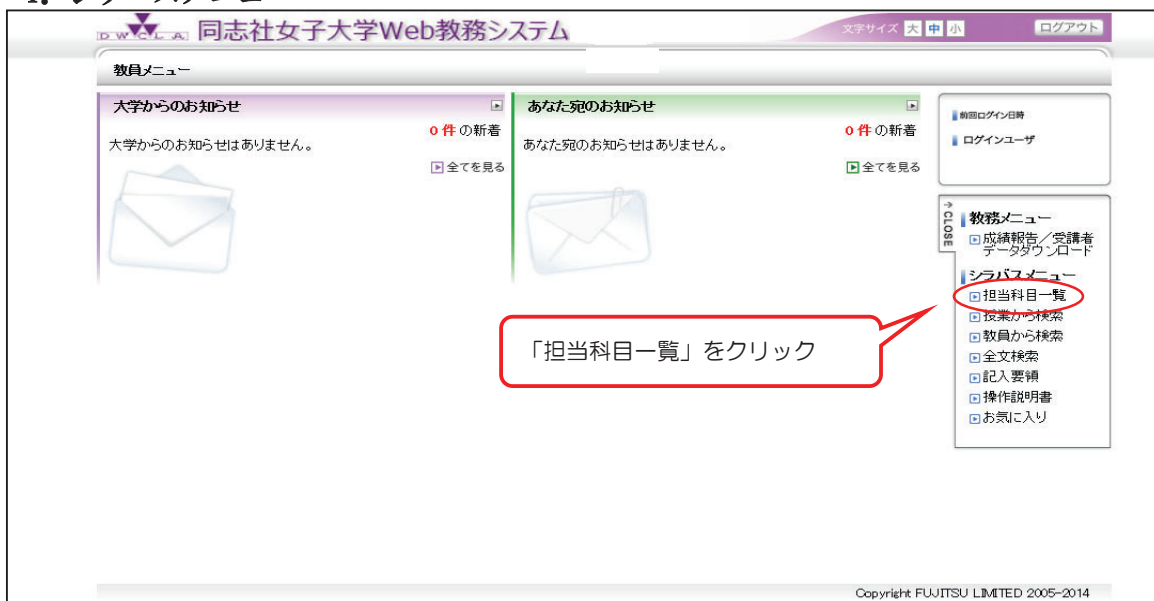 DWCLA 同志社女子大学Web教務システム
文字サイズ 大 中 小
ログアウト
教員メニュー
大学からのお知らせ
0 件 の新着
大学からのお知らせはありません。
全てを見る
あなた宛のお知らせ
0 件 の新着
あなた宛のお知らせはありません。
全てを見る
前回ログイン日時
ログインユーザ
CLOSE
教務メニュー
成績報告/受講者
データダウンロード
シラバスメニュー
担当科目一覧
授業から検索
教員から検索
全文検索
記入要領
操作説明書
お気に入り
「担当科目一覧」をクリック
Copyright FUJITSU LIMITED 2005-2014